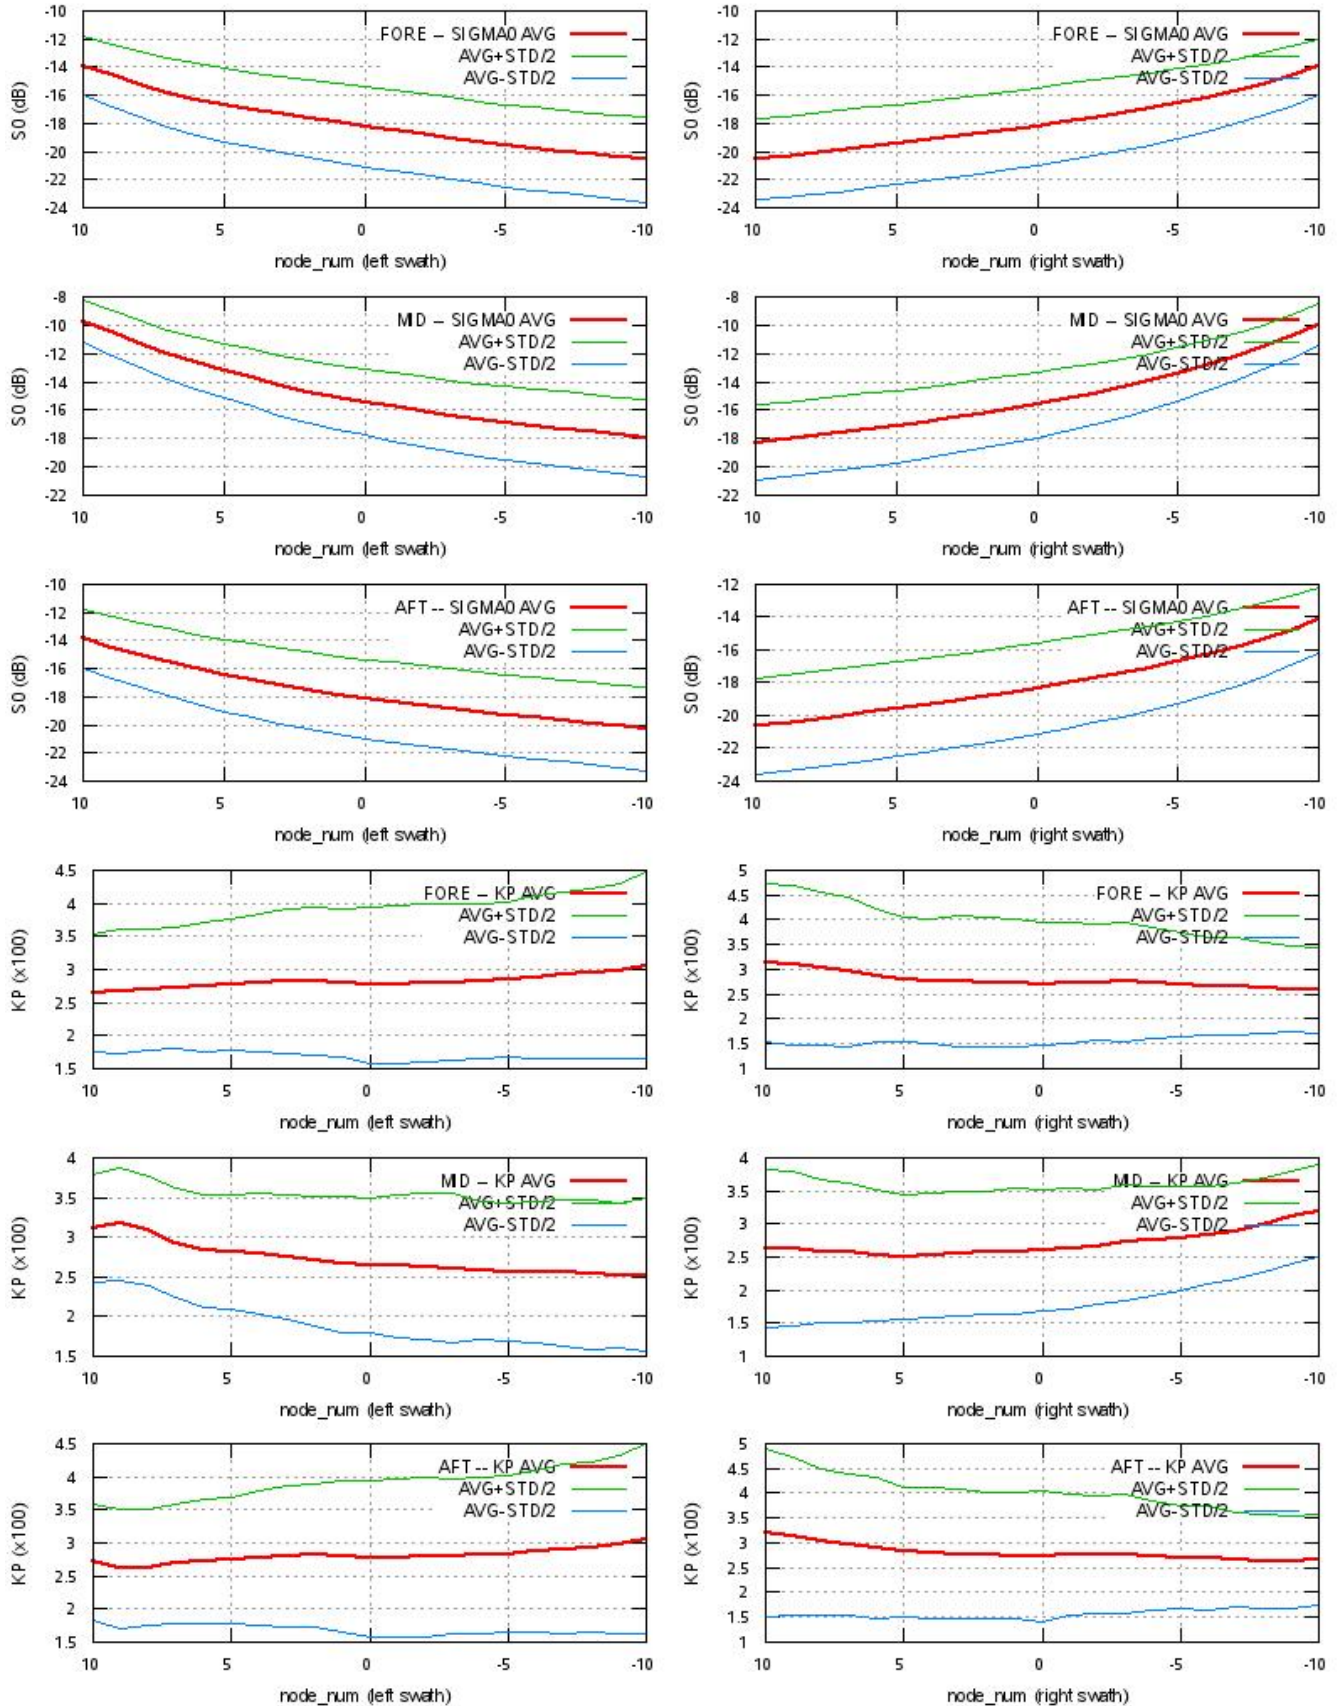 -10
-12
-14
-16
-18
-20
-22
-24
S0 (dB)
FORE -- SIGMA0 AVG
AVG+STD/2
AVG-STD/2
10 5 0 -5 -10
node_num (left swath)
-10
-12
-14
-16
-18
-20
-22
-24
S0 (dB)
FORE -- SIGMA0 AVG
AVG+STD/2
AVG-STD/2
10 5 0 -5 -10
node_num (right swath)
-8
-10
-12
-14
-16
-18
-20
-22
S0 (dB)
MID -- SIGMA0 AVG
AVG+STD/2
AVG-STD/2
10 5 0 -5 -10
node_num (left swath)
-8
-10
-12
-14
-16
-18
-20
-22
S0 (dB)
MID -- SIGMA0 AVG
AVG+STD/2
AVG-STD/2
10 5 0 -5 -10
node_num (right swath)
-10
-12
-14
-16
-18
-20
-22
-24
S0 (dB)
AFT -- SIGMA0 AVG
AVG+STD/2
AVG-STD/2
10 5 0 -5 -10
node_num (left swath)
-12
-14
-16
-18
-20
-22
-24
S0 (dB)
AFT -- SIGMA0 AVG
AVG+STD/2
AVG-STD/2
10 5 0 -5 -10
node_num (right swath)
4.5
4
3.5
3
2.5
2
1.5
KP (x100)
FORE -- KP AVG
AVG+STD/2
AVG-STD/2
10 5 0 -5 -10
node_num (left swath)
5
4.5
4
3.5
3
2.5
2
1.5
1
KP (x100)
FORE -- KP AVG
AVG+STD/2
AVG-STD/2
10 5 0 -5 -10
node_num (right swath)
4
3.5
3
2.5
2
1.5
KP (x100)
MID -- KP AVG
AVG+STD/2
AVG-STD/2
10 5 0 -5 -10
node_num (left swath)
4
3.5
3
2.5
2
1.5
1
KP (x100)
MID -- KP AVG
AVG+STD/2
AVG-STD/2
10 5 0 -5 -10
node_num (right swath)
4.5
4
3.5
3
2.5
2
1.5
KP (x100)
AFT -- KP AVG
AVG+STD/2
AVG-STD/2
10 5 0 -5 -10
node_num (left swath)
5
4.5
4
3.5
3
2.5
2
1.5
1
KP (x100)
AFT -- KP AVG
AVG+STD/2
AVG-STD/2
10 5 0 -5 -10
node_num (right swath)